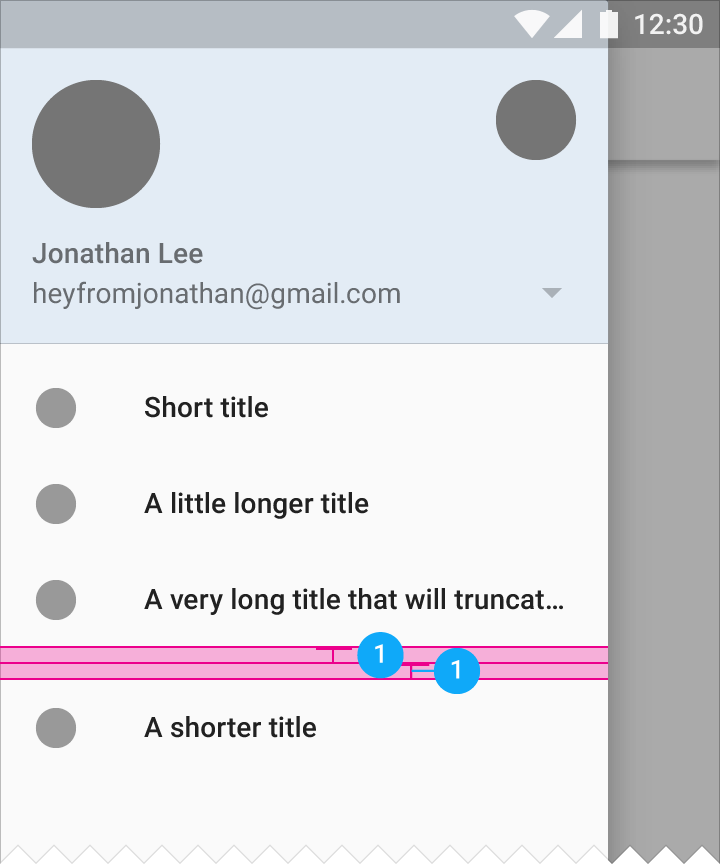 12:30
Jonathan Lee
heyfromjonathan@gmail.com
Short title
A little longer title
A very long title that will truncat...
1
1
A shorter title